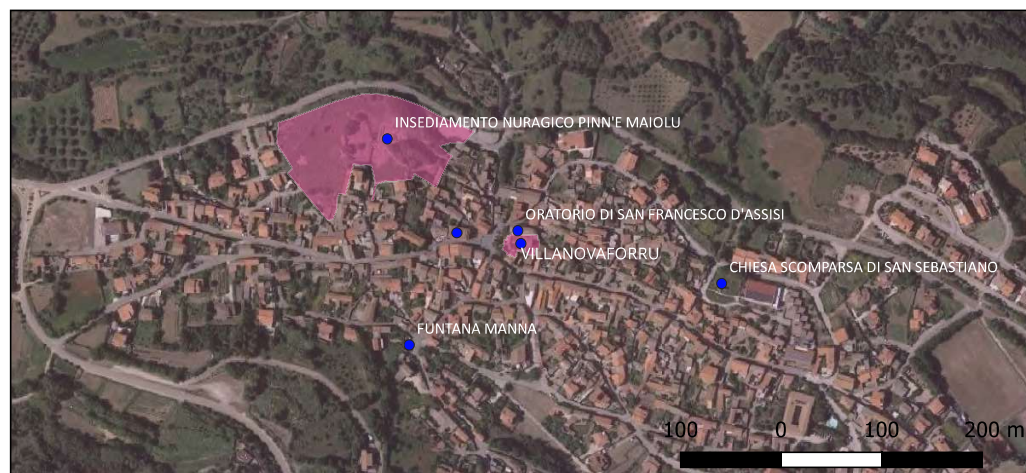 INSEDIAMENTO NURAGICO PINN'E MAIOLU
ORATORIO DI SAN FRANCESCO D'ASSISI
VILLANOVAFORRU
CHIESA SCOMPARSA DI SAN SEBASTIANO
FUNTANA MANNA
100 0 100 200 m